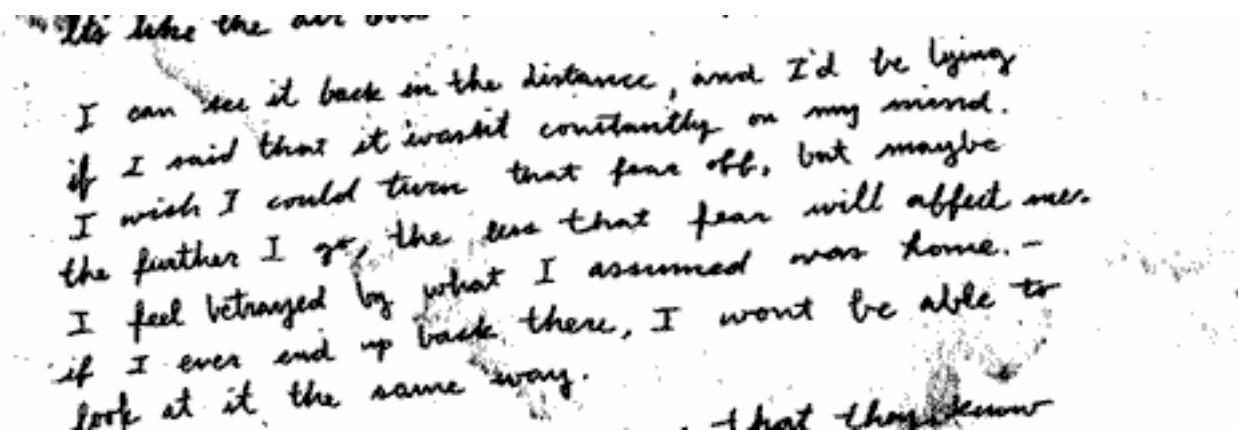 It's like the air
I can see it back in the distance, and I'd be lying
if I said that it wasn't constantly on my mind.
I wish I could turn that fear off, but maybe
the further I go, the less that fear will affect me.
I feel betrayed by what I assumed was home. -
if I ever end up back there, I wont be able to
look at it the same way.
that they know